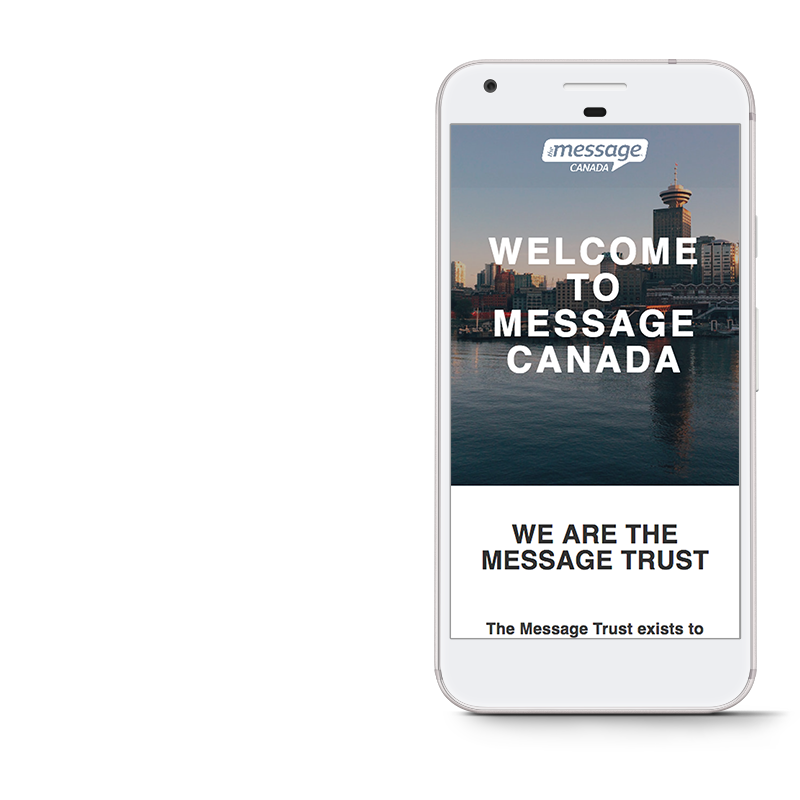 the message
CANADA
WELCOME
TO
MESSAGE
CANADA
WE ARE THE
MESSAGE TRUST
The Message Trust exists to